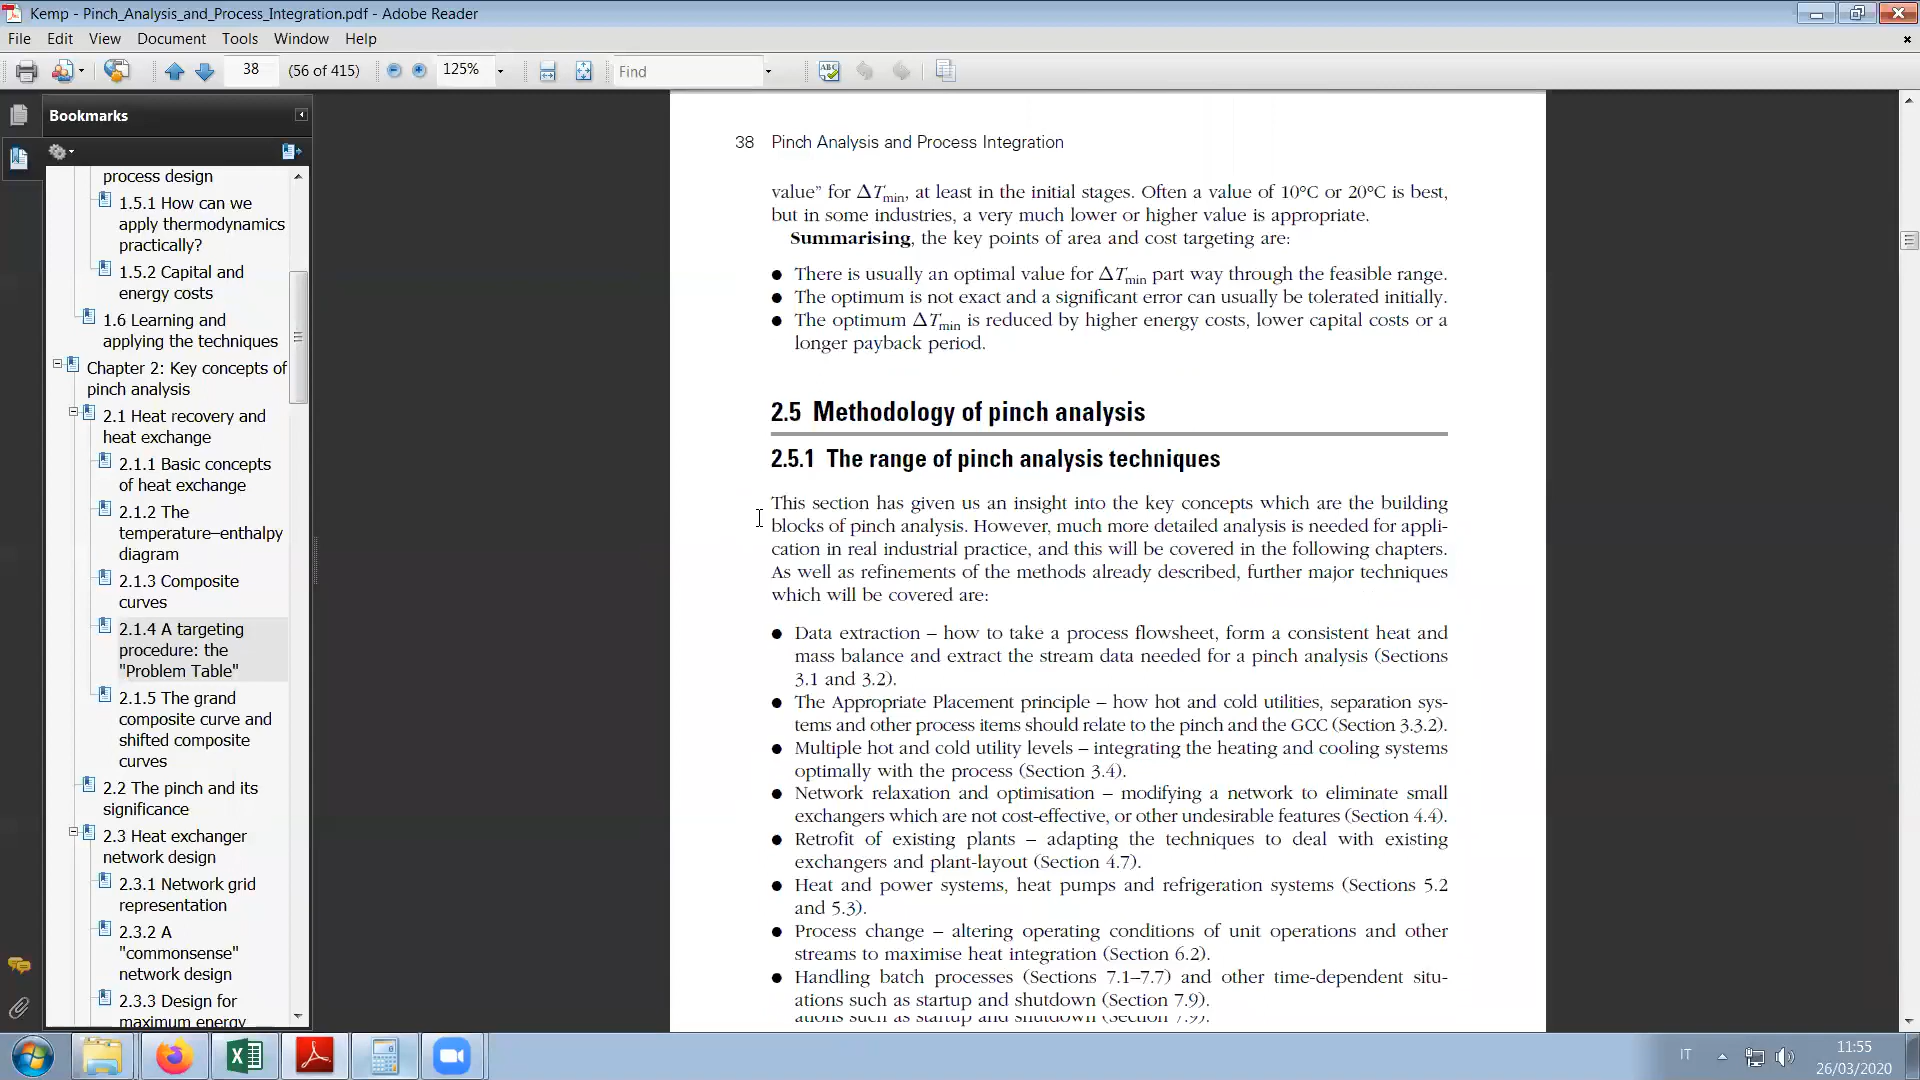 Kemp - Pinch_Analysis_and_Process_Integration.pdf - Adobe Reader
File Edit View Document Tools Window Help
38 (56 of 415) 125% Find
Bookmarks
process design
1.5.1 How can we
apply thermodynamics
practically?
1.5.2 Capital and
energy costs
1.6 Learning and
applying the techniques
Chapter 2: Key concepts of
pinch analysis
2.1 Heat recovery and
heat exchange
2.1.1 Basic concepts
of heat exchange
2.1.2 The
temperature–enthalpy
diagram
2.1.3 Composite
curves
2.1.4 A targeting
procedure: the
"Problem Table"
2.1.5 The grand
composite curve and
shifted composite
curves
2.2 The pinch and its
significance
2.3 Heat exchanger
network design
2.3.1 Network grid
representation
2.3.2 A
"commonsense"
network design
2.3.3 Design for
maximum energy
38 Pinch Analysis and Process Integration
value” for ΔTmin, at least in the initial stages. Often a value of 10°C or 20°C is best,
but in some industries, a very much lower or higher value is appropriate.
Summarising, the key points of area and cost targeting are:
● There is usually an optimal value for ΔTmin part way through the feasible range.
● The optimum is not exact and a significant error can usually be tolerated initially.
● The optimum ΔTmin is reduced by higher energy costs, lower capital costs or a
longer payback period.
2.5 Methodology of pinch analysis
2.5.1 The range of pinch analysis techniques
This section has given us an insight into the key concepts which are the building
blocks of pinch analysis. However, much more detailed analysis is needed for appli-
cation in real industrial practice, and this will be covered in the following chapters.
As well as refinements of the methods already described, further major techniques
which will be covered are:
● Data extraction – how to take a process flowsheet, form a consistent heat and
mass balance and extract the stream data needed for a pinch analysis (Sections
3.1 and 3.2).
● The Appropriate Placement principle – how hot and cold utilities, separation sys-
tems and other process items should relate to the pinch and the GCC (Section 3.3.2).
● Multiple hot and cold utility levels – integrating the heating and cooling systems
optimally with the process (Section 3.4).
● Network relaxation and optimisation – modifying a network to eliminate small
exchangers which are not cost-effective, or other undesirable features (Section 4.4).
● Retrofit of existing plants – adapting the techniques to deal with existing
exchangers and plant-layout (Section 4.7).
● Heat and power systems, heat pumps and refrigeration systems (Sections 5.2
and 5.3).
● Process change – altering operating conditions of unit operations and other
streams to maximise heat integration (Section 6.2).
● Handling batch processes (Sections 7.1–7.7) and other time-dependent situ-
ations such as startup and shutdown (Section 7.9).
ations such as startup and shutdown (Section 7.9).
IT
11:55
26/03/2020